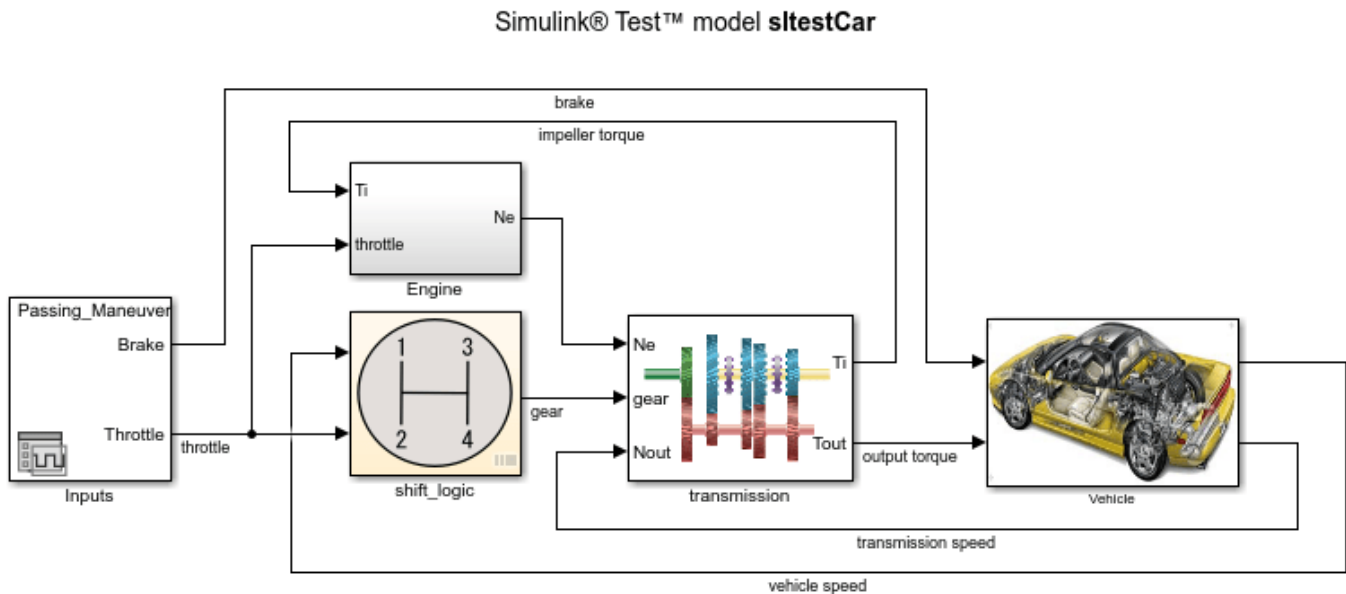 Simulink® Test™ model sltestCar
brake
impeller torque
Ti
Ne
throttle
Engine
Passing_Maneuver
Brake
Throttle
throttle
Inputs
1 3
2 4
shift_logic
gear
Ne
gear
Nout
Ti
Tout
transmission
output torque
Vehicle
transmission speed
vehicle speed